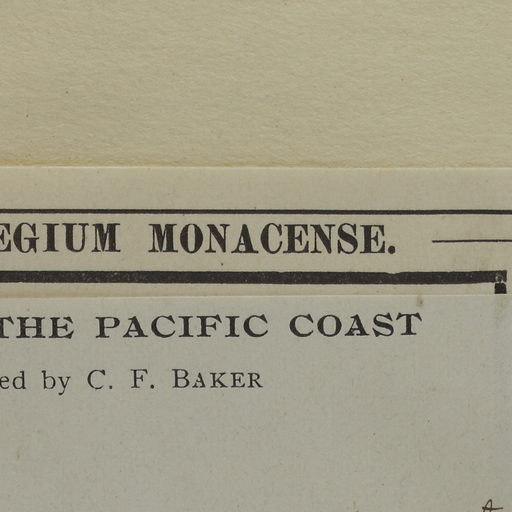 EGIUM MONACENSE.
THE PACIFIC COAST
ed by C. F. BAKER